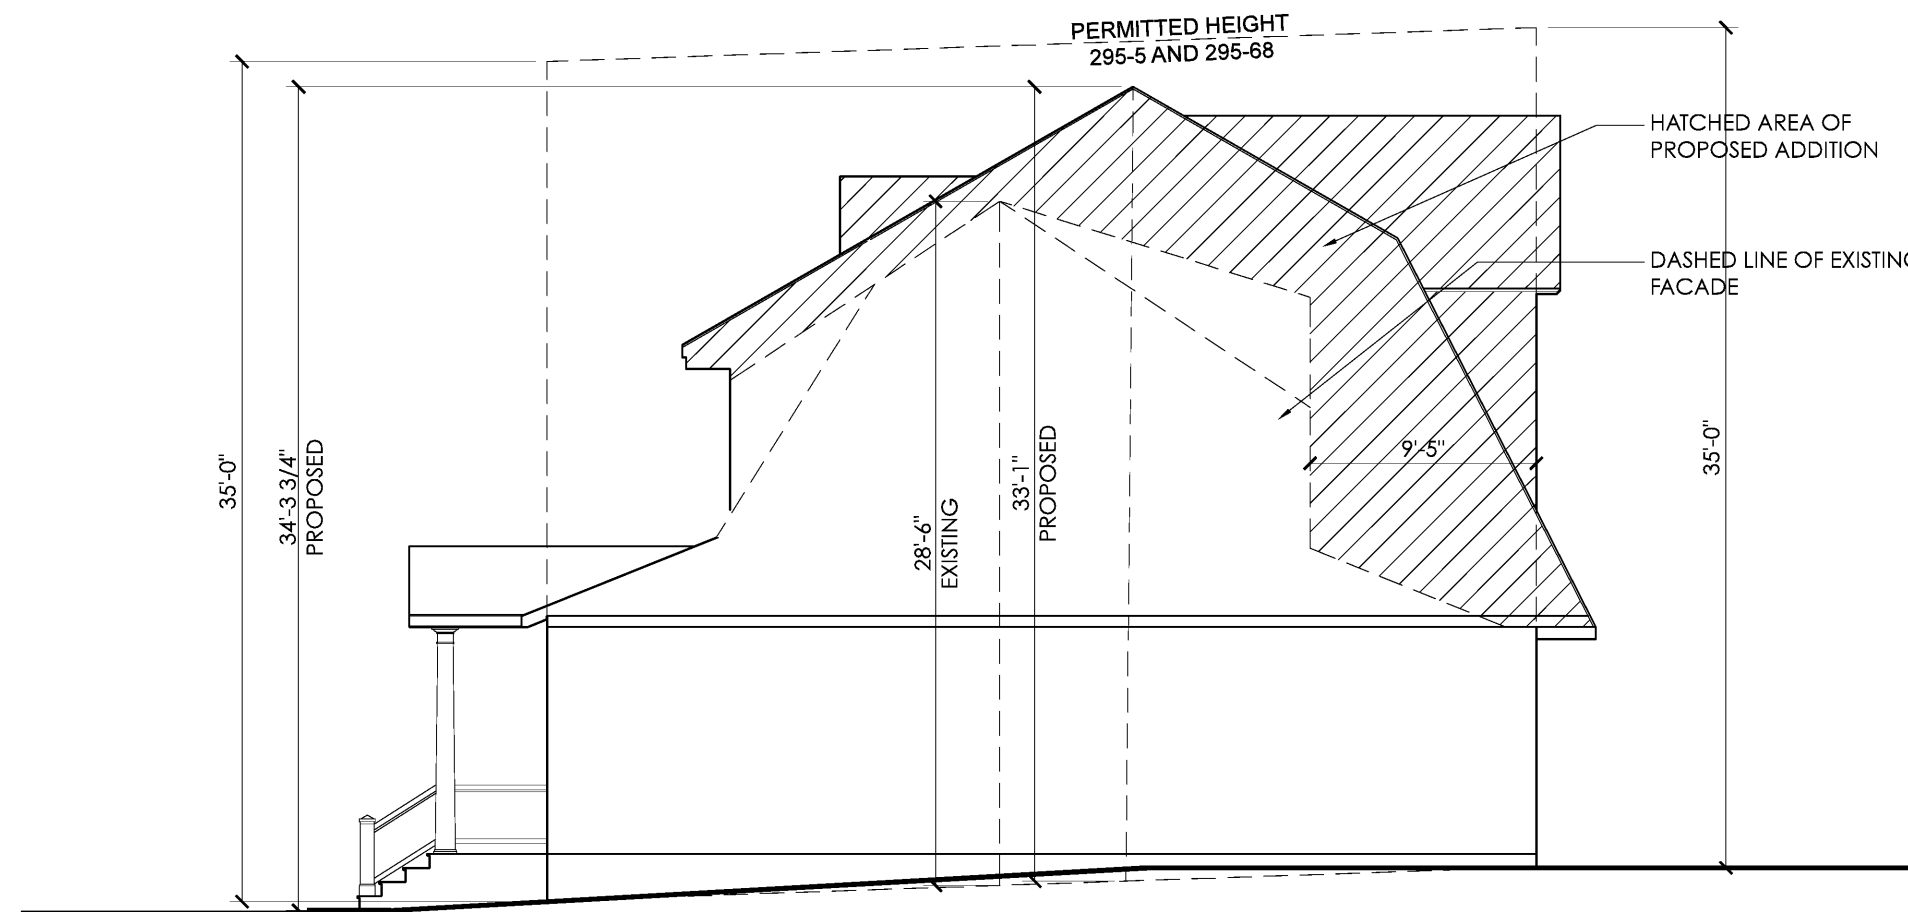 PERMITTED HEIGHT
295-5 AND 295-68
HATCHED AREA OF
PROPOSED ADDITION
DASHED LINE OF EXISTING
FACADE
35'-0"
34'-3 3/4"
PROPOSED
28'-6"
EXISTING
33'-1"
PROPOSED
9'-5"
35'-0"